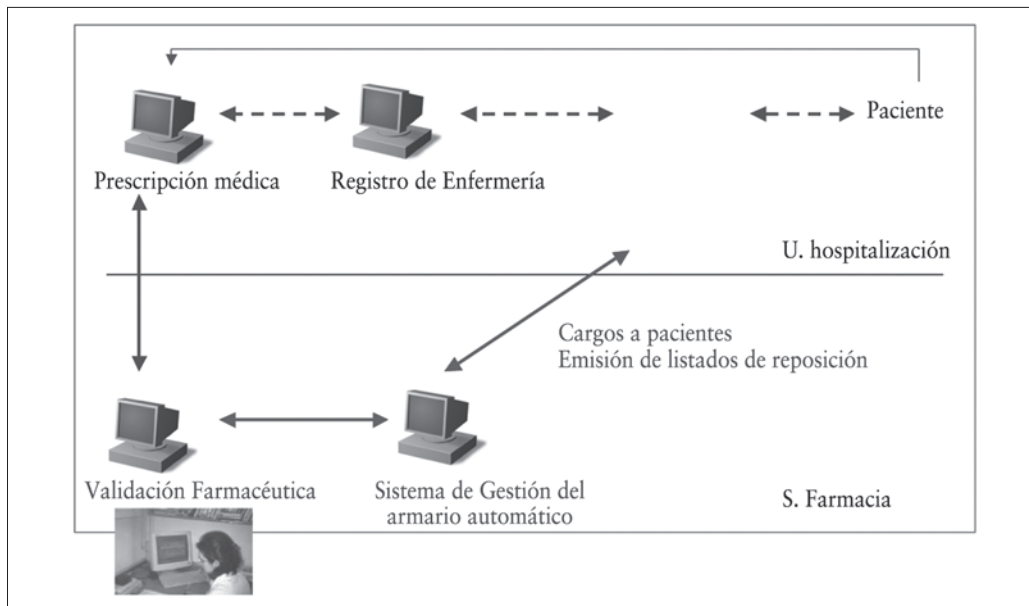 Paciente
Prescripción médica
Registro de Enfermería
U. hospitalización
Cargos a pacientes
Emisión de listados de reposición
Validación Farmacéutica
Sistema de Gestión del
armario automático
S. Farmacia